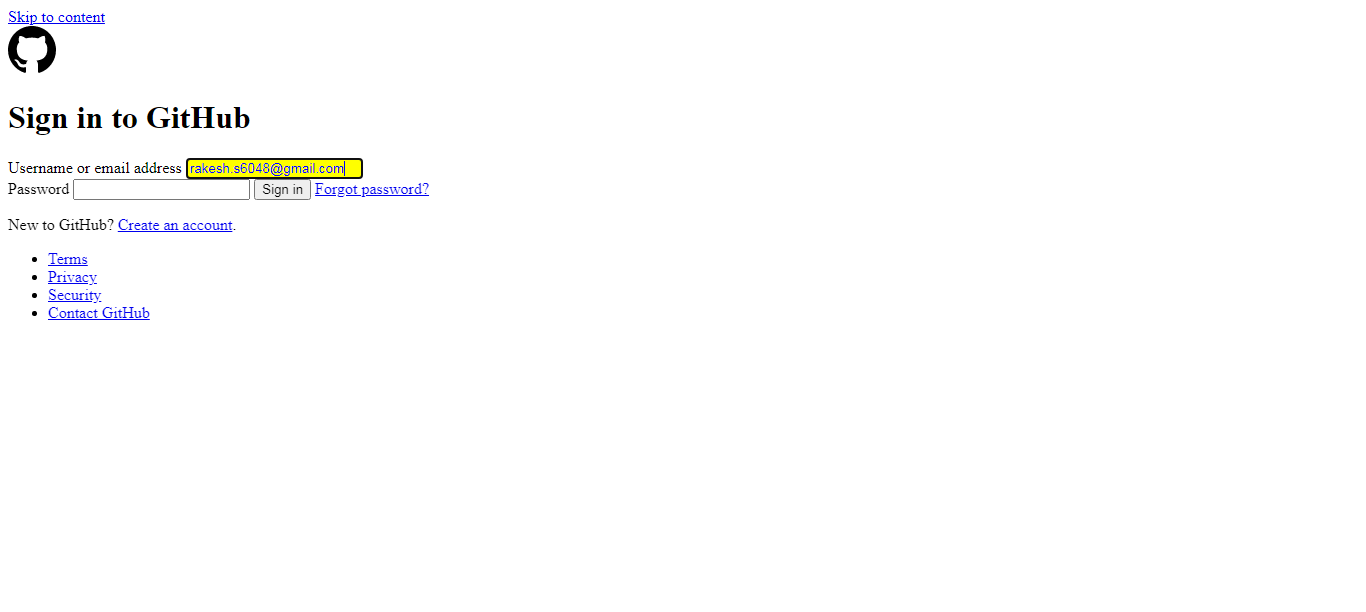 Skip to content
Sign in to GitHub
Username or email address rakesh.s6048@gmail.com
Password Sign in Forgot password?
New to GitHub? Create an account.
Terms
Privacy
Security
Contact GitHub